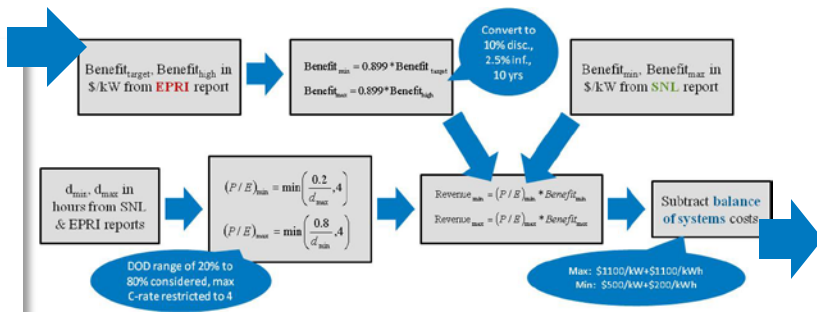 Benefit_target, Benefit_high in
$/kW from EPRI report
Benefit_min = 0.899*Benefit_target
Benefit_max = 0.899*Benefit_high
Convert to
10% disc.,
2.5% inf.,
10 yrs
Benefit_min, Benefit_max in
$/kW from SNL report
d_min, d_max in
hours from SNL
& EPRI reports
(P/E)_min = min(0.2/d_max, 4)
(P/E)_max = min(0.8/d_min, 4)
DOD range of 20% to
80% considered, max
C-rate restricted to 4
Revenue_min = (P/E)_min * Benefit_min
Revenue_max = (P/E)_max * Benefit_max
Subtract balance
of systems costs
Max: $1100/kW+$1100/kWh
Min: $500/kW+$200/kWh